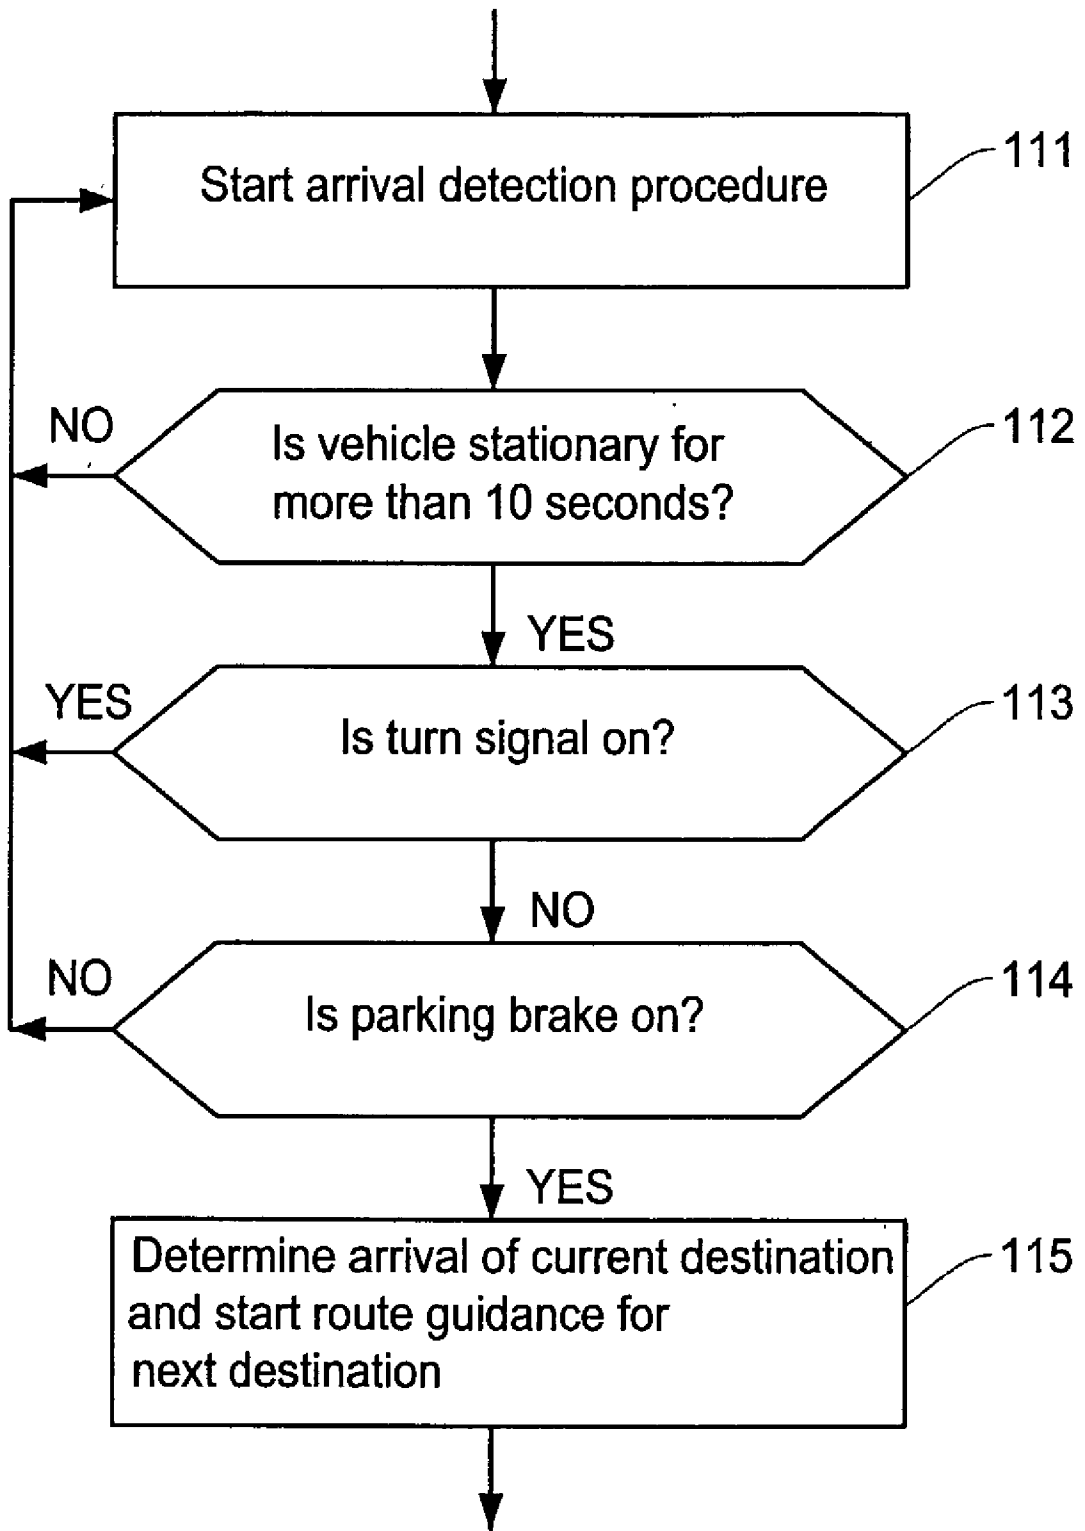 Start arrival detection procedure
111
NO
Is vehicle stationary for
more than 10 seconds?
112
YES
YES
Is turn signal on?
113
NO
NO
Is parking brake on?
114
YES
Determine arrival of current destination
and start route guidance for
next destination
115